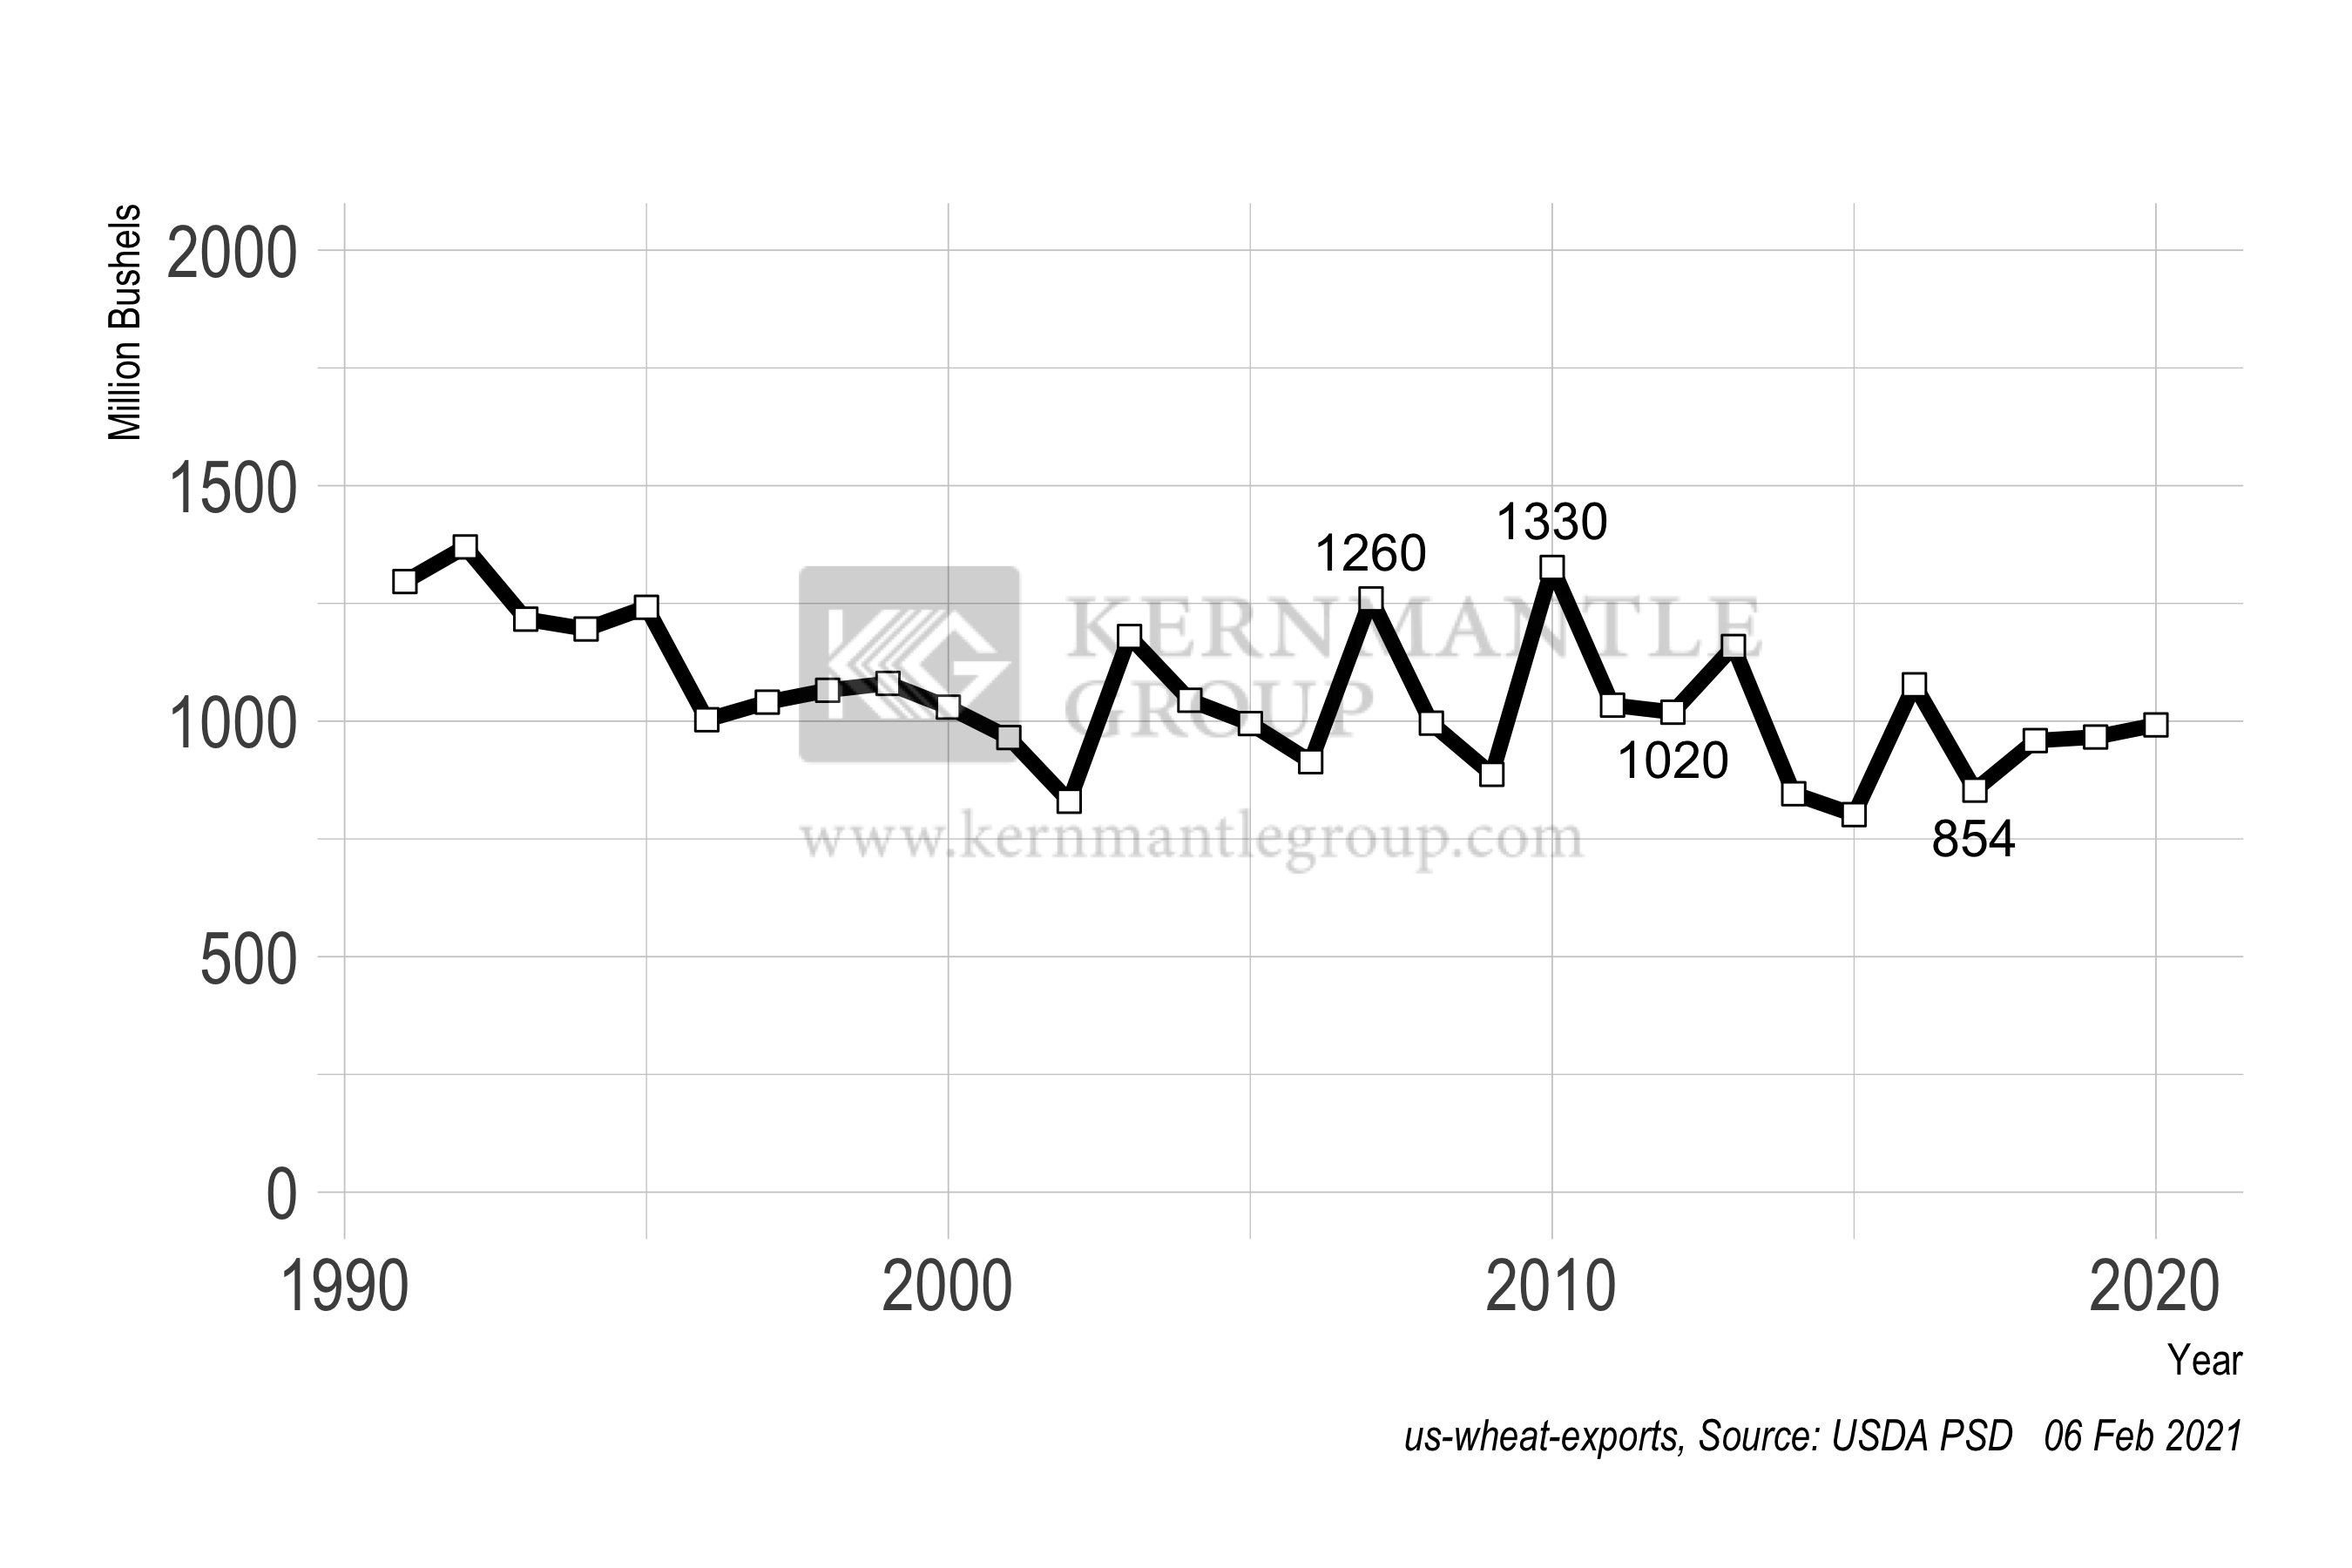 Million Bushels
2000
1500
1000
500
0
1260
1330
1020
854
KERNMANTLE
GROUP
www.kernmantlegroup.com
1990
2000
2010
2020
Year
us-wheat-exports, Source: USDA PSD 06 Feb 2021